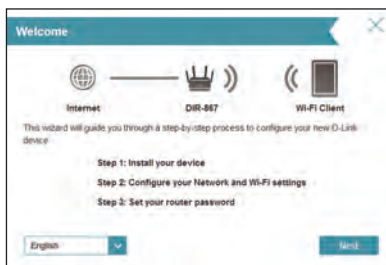 Welcome
Internet
DIR-867
Wi-Fi Client
This wizard will guide you through a step-by-step process to configure your new D-Link
device
Step 1: Install your device
Step 2: Configure your Network and Wi-Fi settings
Step 3: Set your router password
English
Next